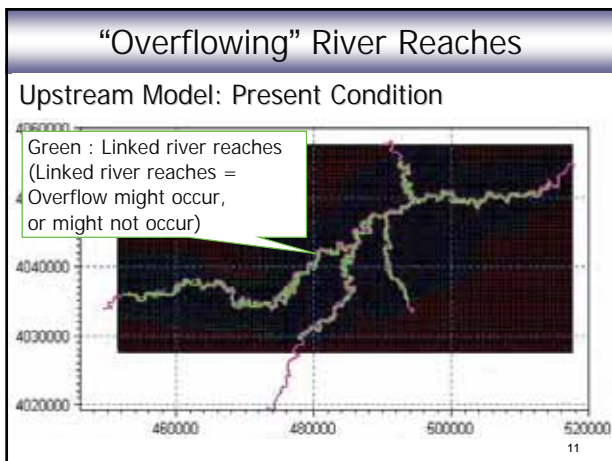 “Overflowing” River Reaches
Upstream Model: Present Condition
Green : Linked river reaches
(Linked river reaches =
Overflow might occur,
or might not occur)
4060000
4040000
4030000
4020000
460000 480000 500000 520000
11